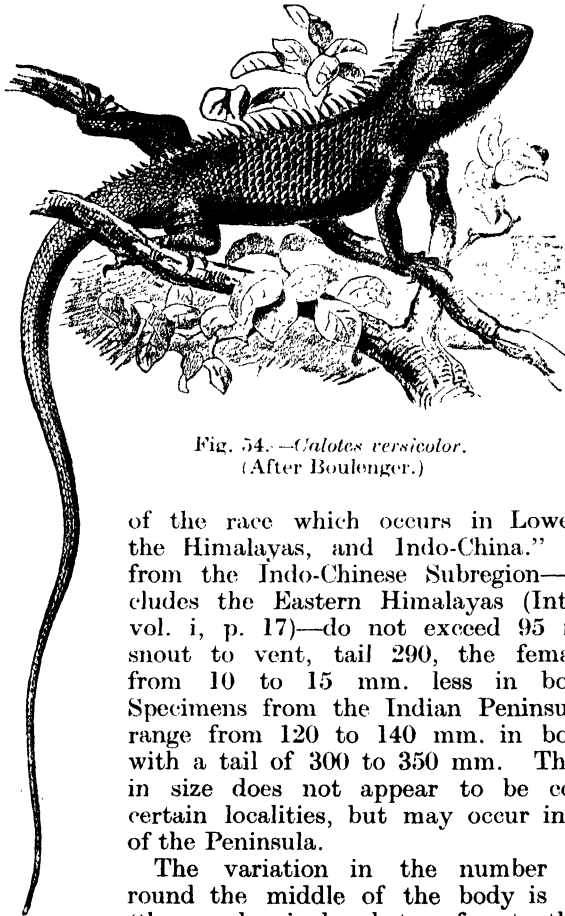 Fig. 54.—Calotes versicolor.
(After Boulenger.)
of the race which occurs in Lowe
the Himalayas, and Indo-China.”
from the Indo-Chinese Subregion—
cludes the Eastern Himalayas (Int
vol. i, p. 17)—do not exceed 95
snout to vent, tail 290, the fema
from 10 to 15 mm. less in bo
Specimens from the Indian Peninsu
range from 120 to 140 mm. in bo
with a tail of 300 to 350 mm. Th
in size does not appear to be co
certain localities, but may occur in
of the Peninsula.
The variation in the number
round the middle of the body is